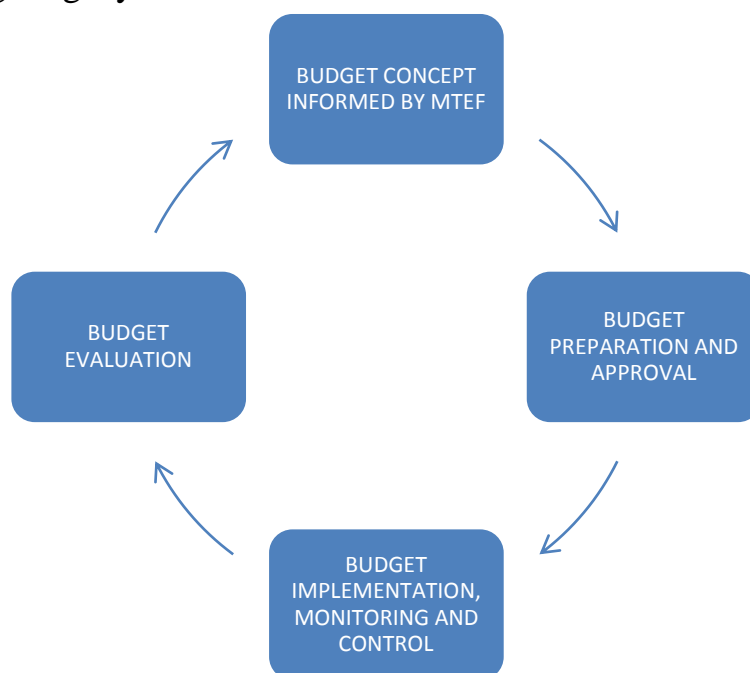 BUDGET CONCEPT
INFORMED BY MTEF
BUDGET
PREPARATION AND
APPROVAL
BUDGET
IMPLEMENTATION,
MONITORING AND
CONTROL
BUDGET
EVALUATION